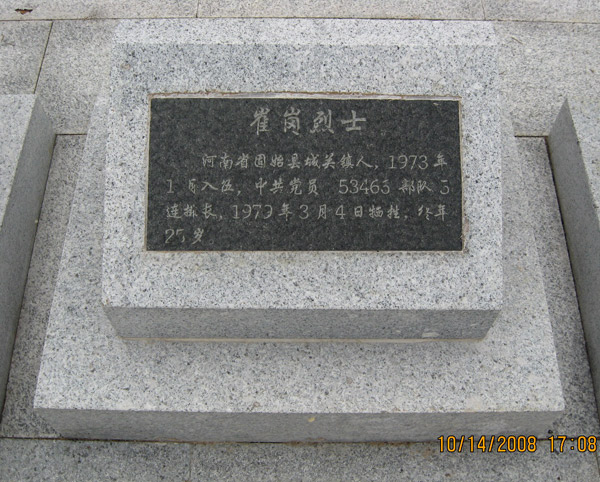 崔岗烈士
河南省固始县城关镇人，1973年
1月入伍，中共党员 53463部队3
连排长，1979年3月4日牺牲，终年
25岁
10/14/2008 17:08